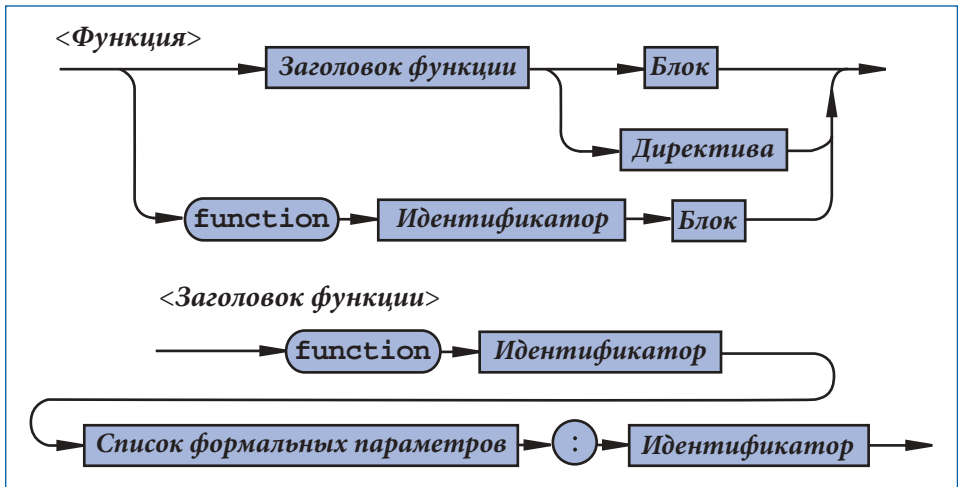 <Функция>
Заголовок функции Блок
Директива
function Идентификатор Блок
<Заголовок функции>
function Идентификатор
Список формальных параметров : Идентификатор